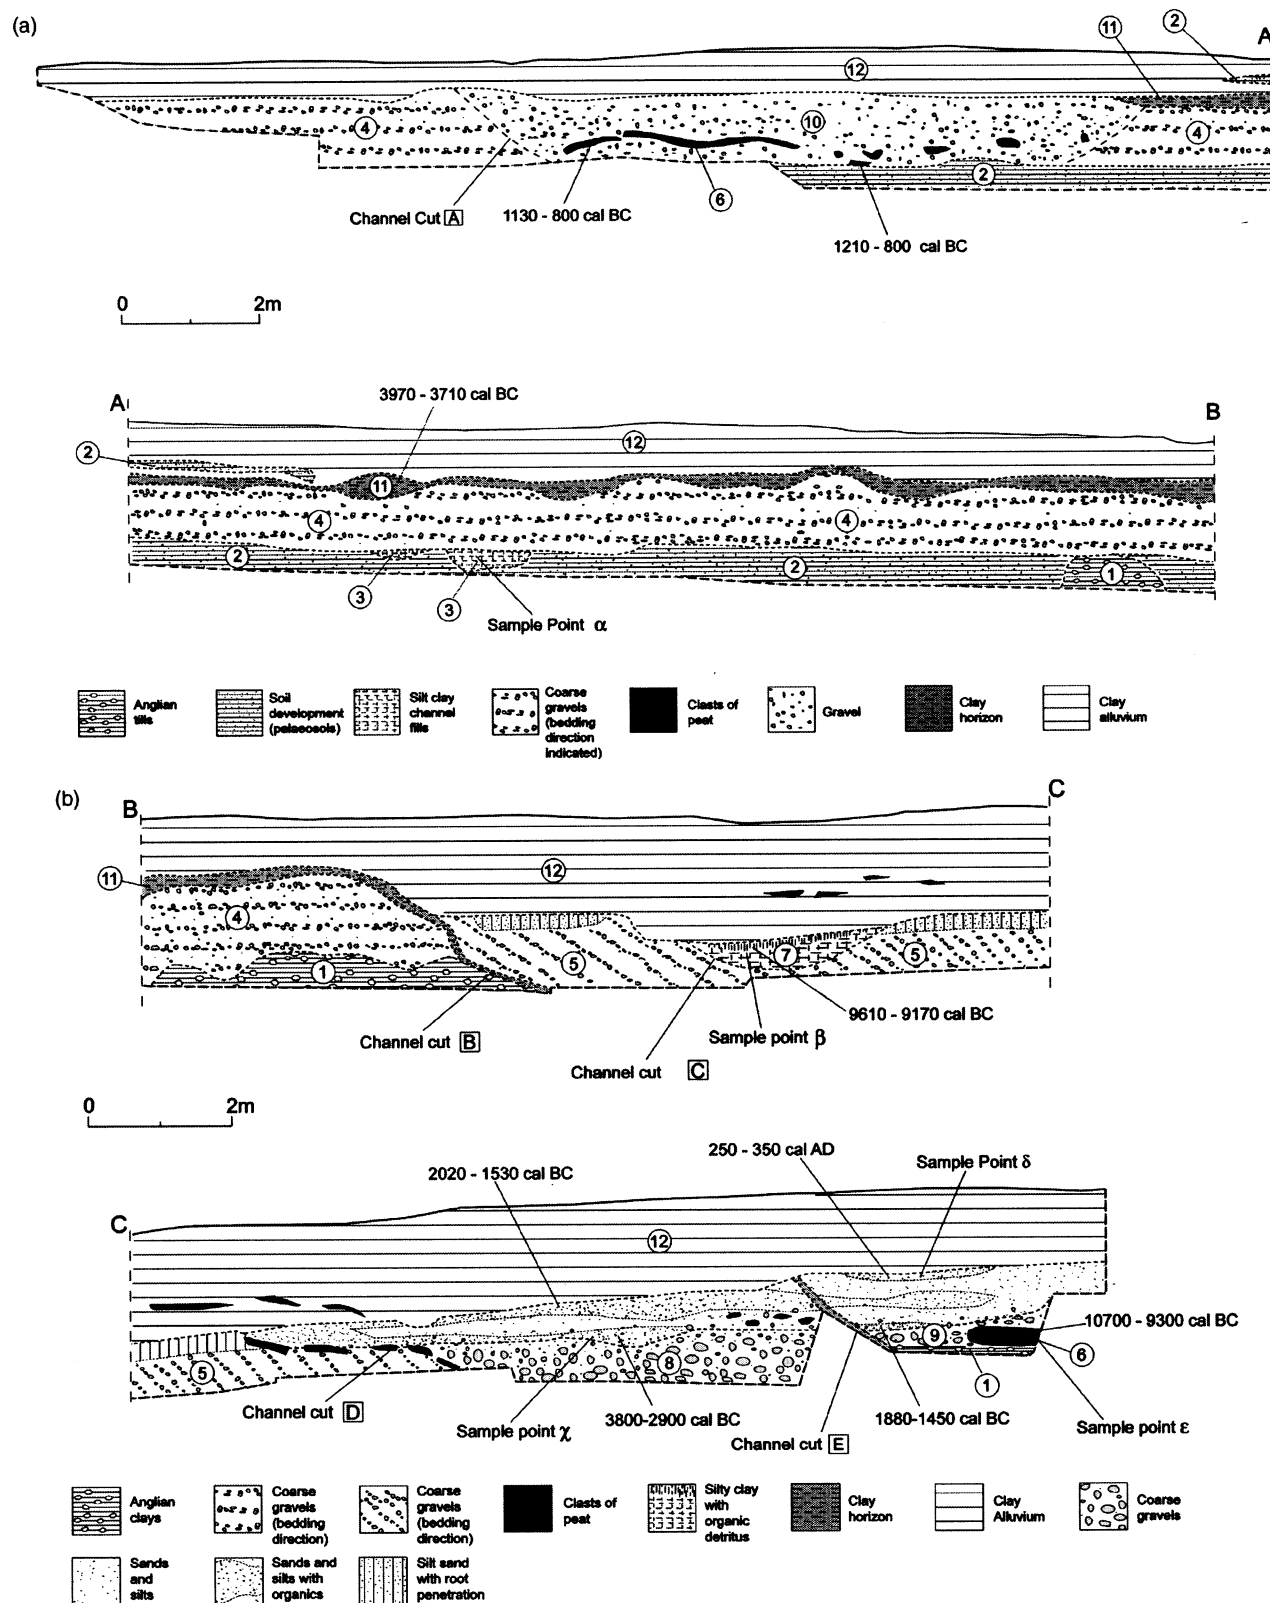 (a)
11
2
A
12
4
10
4
2
Channel Cut A
1130 - 800 cal BC
6
1210 - 800 cal BC
0 2m
A
3970 - 3710 cal BC
B
2
12
11
4
4
2
2
1
3
3
Sample Point α
Anglian
tills
Soil
development
(palaeosols)
Silt clay
channel
fills
Coarse
gravels
(bedding
direction
indicated)
Clasts of
peat
Gravel
Clay
horizon
Clay
alluvium
(b)
B
C
11
12
4
1
5
7
5
9610 - 9170 cal BC
Channel cut B
Sample point β
Channel cut C
0 2m
250 - 350 cal AD
2020 - 1530 cal BC
Sample Point δ
C
12
10700 - 9300 cal BC
5
8
9
6
1
Channel cut D
Sample point χ
3800-2900 cal BC
1880-1450 cal BC
Channel cut E
Sample point ε
Anglian
clays
Coarse
gravels
(bedding
direction)
Coarse
gravels
(bedding
direction)
Clasts of
peat
Silty clay
with
organic
detritus
Clay
horizon
Clay
Alluvium
Coarse
gravels
Sands
and
silts
Sands and
silts with
organics
Silt sand
with root
penetration